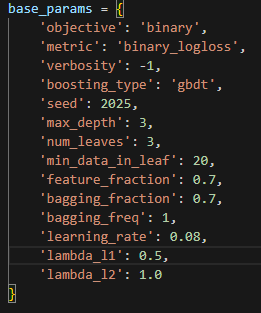 base_params = {
'objective': 'binary',
'metric': 'binary_logloss',
'verbosity': -1,
'boosting_type': 'gbdt',
'seed': 2025,
'max_depth': 3,
'num_leaves': 3,
'min_data_in_leaf': 20,
'feature_fraction': 0.7,
'bagging_fraction': 0.7,
'bagging_freq': 1,
'learning_rate': 0.08,
'lambda_l1': 0.5,
'lambda_l2': 1.0
}